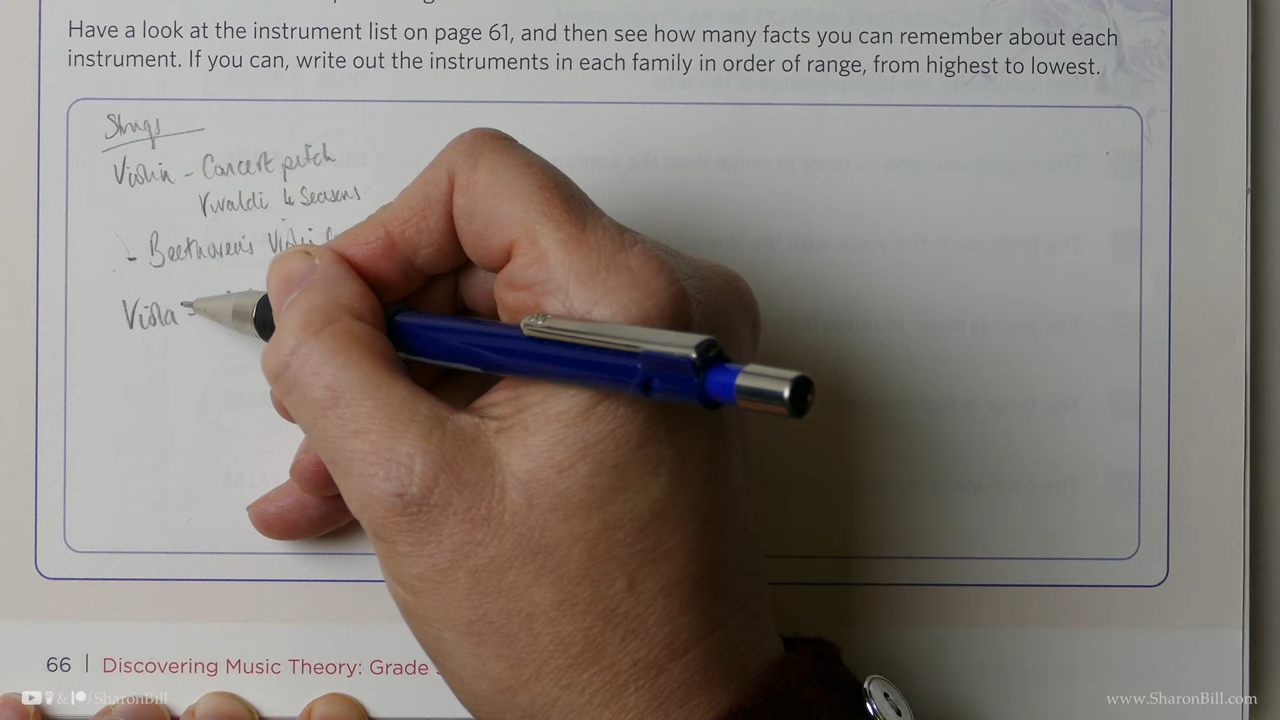 Have a look at the instrument list on page 61, and then see how many facts you can remember about each
instrument. If you can, write out the instruments in each family in order of range, from highest to lowest.
Strings
Violin - Concert pitch
Vivaldi 4 Seasons
- Beethoven's
Viola -
66 | Discovering Music Theory: Grade
& /SharonBill
www.SharonBill.com